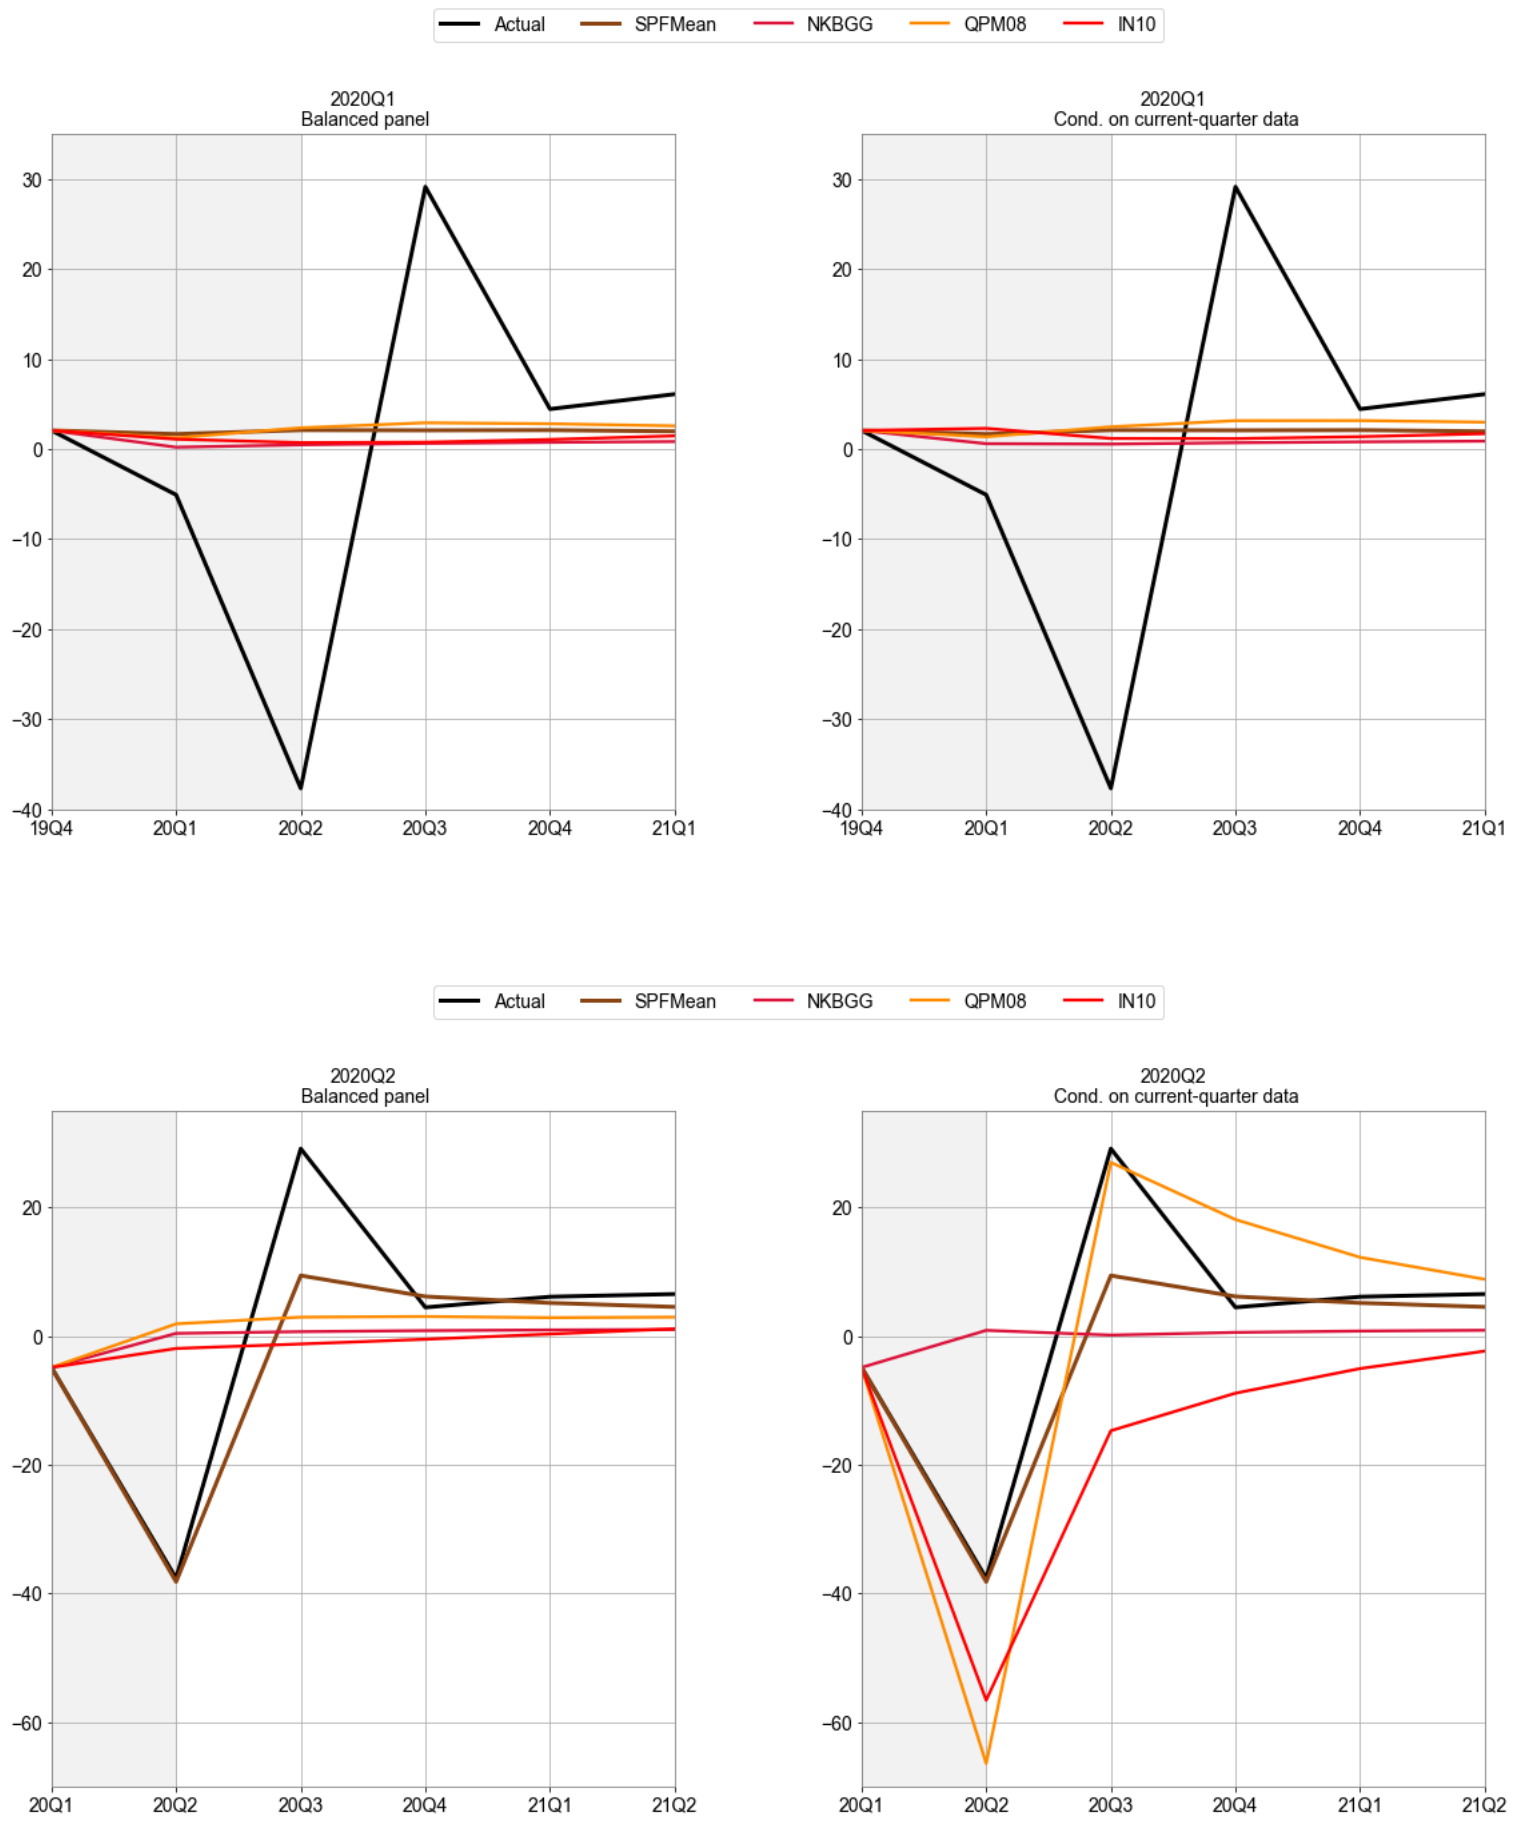 Actual SPFMean NKBGG QPM08 IN10
2020Q1
Balanced panel
30
20
10
0
−10
−20
−30
−40
19Q4 20Q1 20Q2 20Q3 20Q4 21Q1
2020Q1
Cond. on current-quarter data
30
20
10
0
−10
−20
−30
−40
19Q4 20Q1 20Q2 20Q3 20Q4 21Q1
Actual SPFMean NKBGG QPM08 IN10
2020Q2
Balanced panel
20
0
−20
−40
−60
20Q1 20Q2 20Q3 20Q4 21Q1 21Q2
2020Q2
Cond. on current-quarter data
20
0
−20
−40
−60
20Q1 20Q2 20Q3 20Q4 21Q1 21Q2